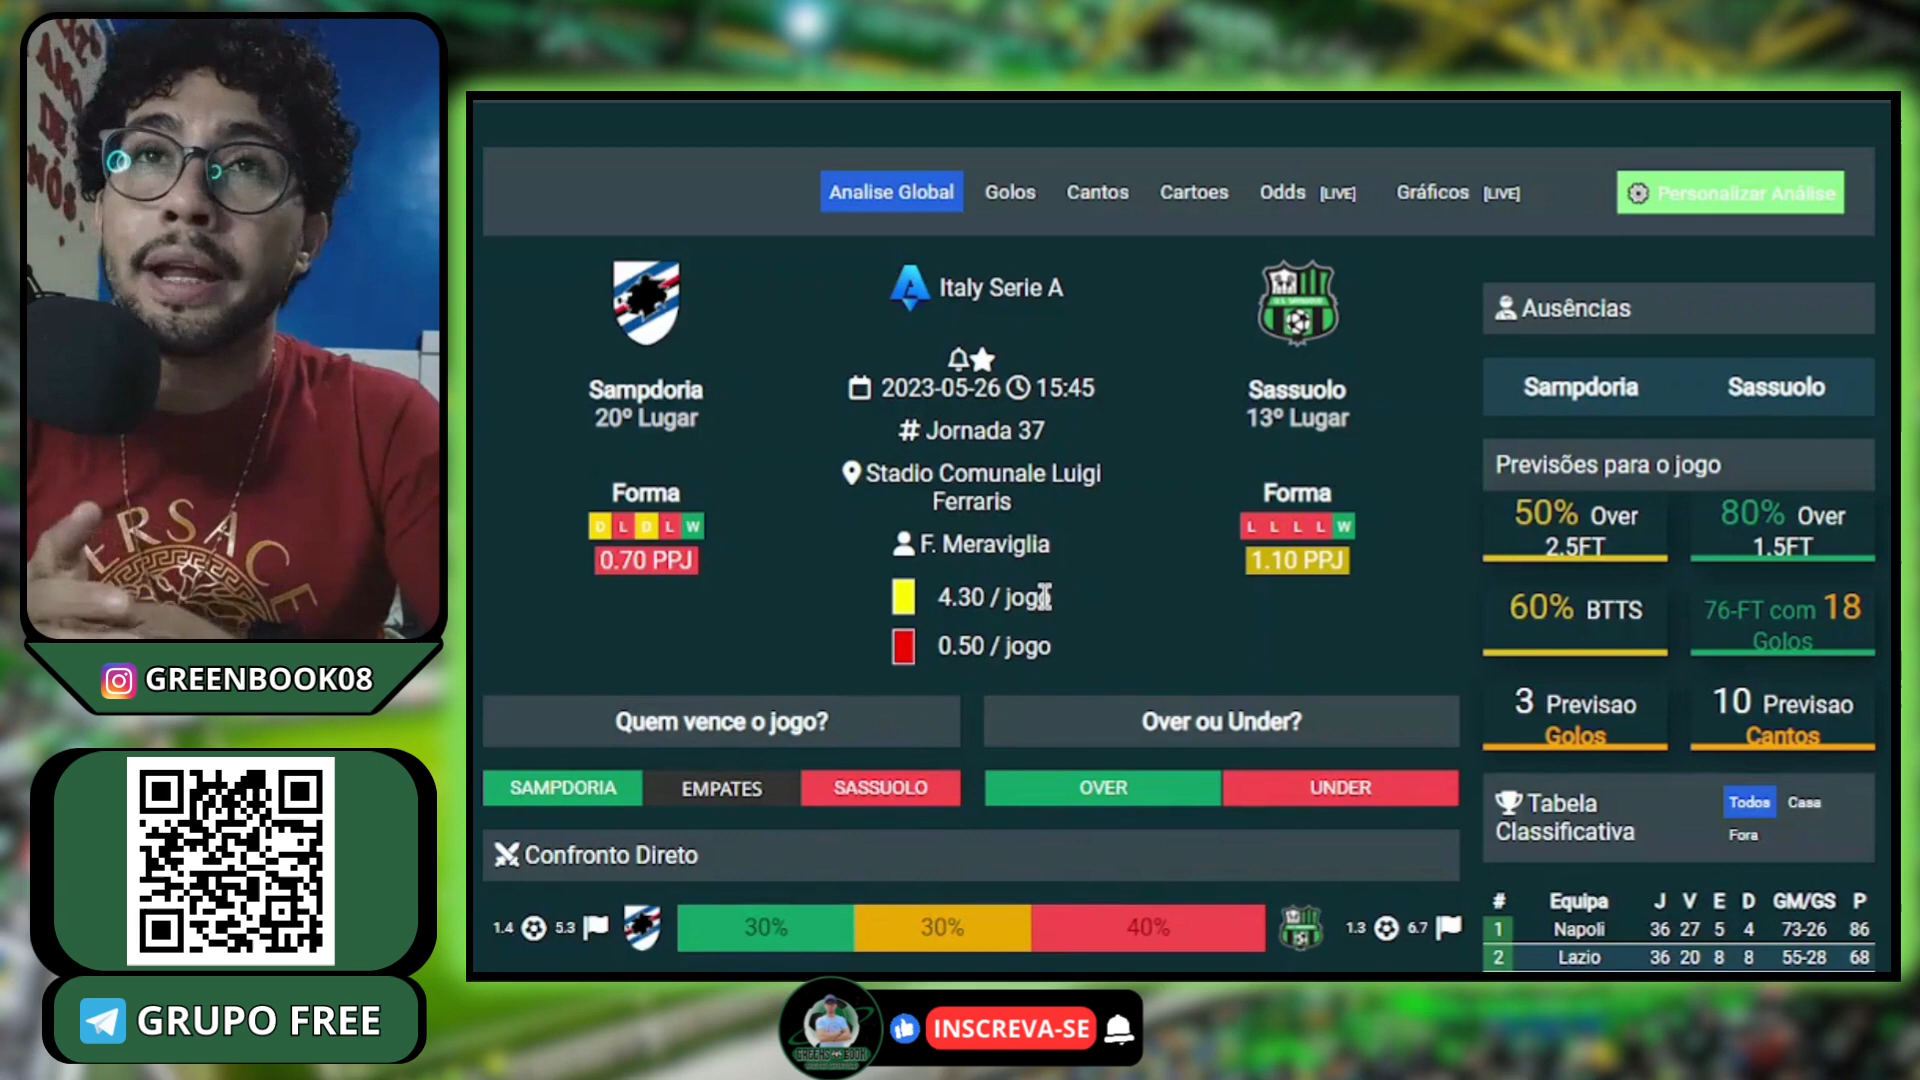 AMO
DE
NÓS
ERSACE
GREENBOOK08
GRUPO FREE
Analise Global
Golos
Cantos
Cartoes
Odds [LIVE]
Gráficos [LIVE]
Personalizar Análise
Italy Serie A
Sampdoria
20º Lugar
2023-05-26 15:45
Sassuolo
13º Lugar
# Jornada 37
Stadio Comunale Luigi
Ferraris
Forma
D L D L W
0.70 PPJ
F. Meraviglia
4.30 / jogo
0.50 / jogo
Forma
L L L L W
1.10 PPJ
Quem vence o jogo?
SAMPDORIA
EMPATES
SASSUOLO
Over ou Under?
OVER
UNDER
Confronto Direto
1.4 5.3 30% 30% 40% 1.3 6.7
Ausências
Sampdoria Sassuolo
Previsões para o jogo
50% Over
2.5FT
80% Over
1.5FT
60% BTTS
76-FT com 18
Golos
3 Previsao
Golos
10 Previsao
Cantos
Tabela
Classificativa
Todos Casa
Fora
# Equipa J V E D GM/GS P
1 Napoli 36 27 5 4 73-26 86
2 Lazio 36 20 8 8 55-28 68
INSCREVA-SE